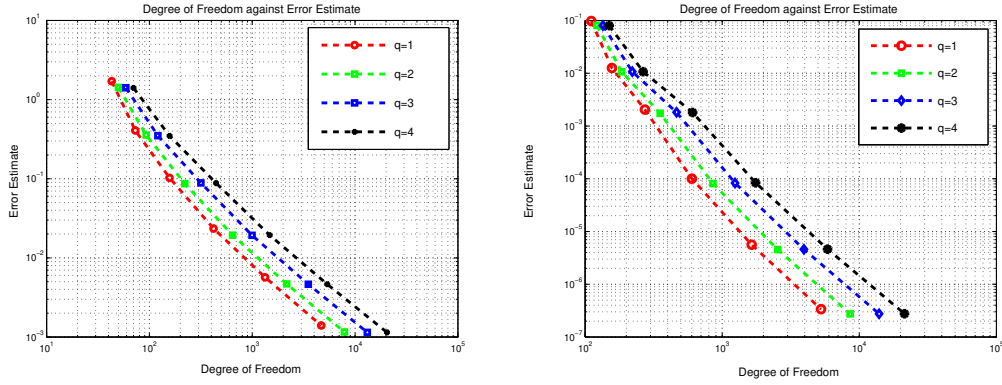 Degree of Freedom against Error Estimate
10^1
10^0
10^-1
10^-2
10^-3
Error Estimate
10^1 10^2 10^3 10^4 10^5
Degree of Freedom
q=1
q=2
q=3
q=4
Degree of Freedom against Error Estimate
10^-1
10^-2
10^-3
10^-4
10^-5
10^-6
10^-7
Error Estimate
10^2 10^3 10^4 10^5
Degree of Freedom
q=1
q=2
q=3
q=4